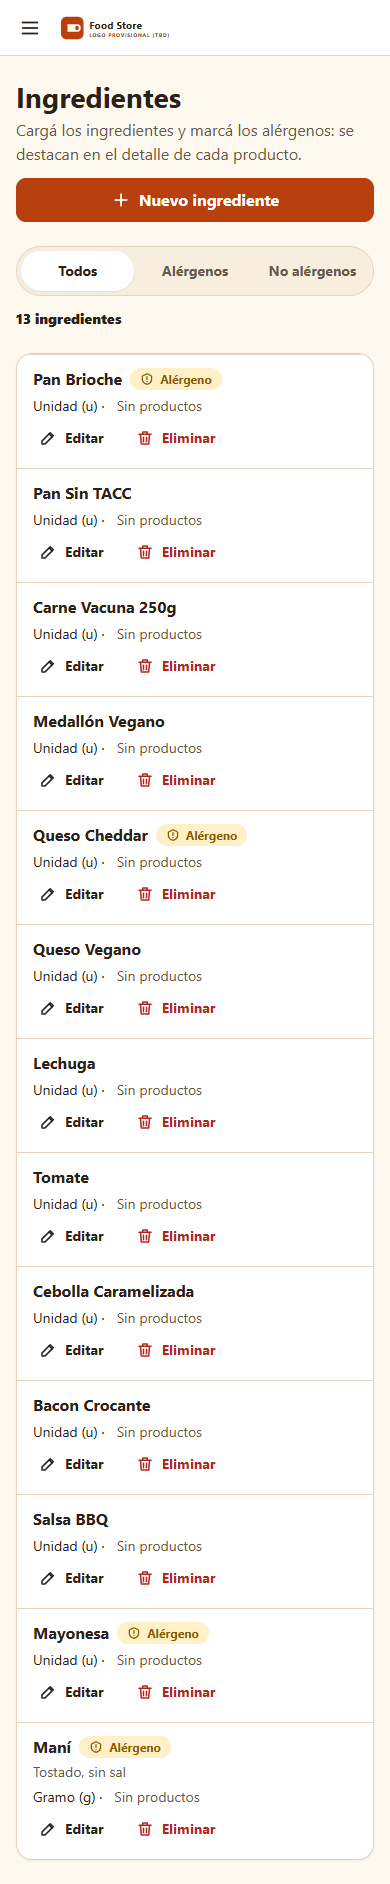 Food Store
LOGO PROVISIONAL (TBD)
Ingredientes
Cargá los ingredientes y marcá los alérgenos: se
destacan en el detalle de cada producto.
+ Nuevo ingrediente
Todos Alérgenos No alérgenos
13 ingredientes
Pan Brioche Alérgeno
Unidad (u) · Sin productos
Editar Eliminar
Pan Sin TACC
Unidad (u) · Sin productos
Editar Eliminar
Carne Vacuna 250g
Unidad (u) · Sin productos
Editar Eliminar
Medallón Vegano
Unidad (u) · Sin productos
Editar Eliminar
Queso Cheddar Alérgeno
Unidad (u) · Sin productos
Editar Eliminar
Queso Vegano
Unidad (u) · Sin productos
Editar Eliminar
Lechuga
Unidad (u) · Sin productos
Editar Eliminar
Tomate
Unidad (u) · Sin productos
Editar Eliminar
Cebolla Caramelizada
Unidad (u) · Sin productos
Editar Eliminar
Bacon Crocante
Unidad (u) · Sin productos
Editar Eliminar
Salsa BBQ
Unidad (u) · Sin productos
Editar Eliminar
Mayonesa Alérgeno
Unidad (u) · Sin productos
Editar Eliminar
Maní Alérgeno
Tostado, sin sal
Gramo (g) · Sin productos
Editar Eliminar